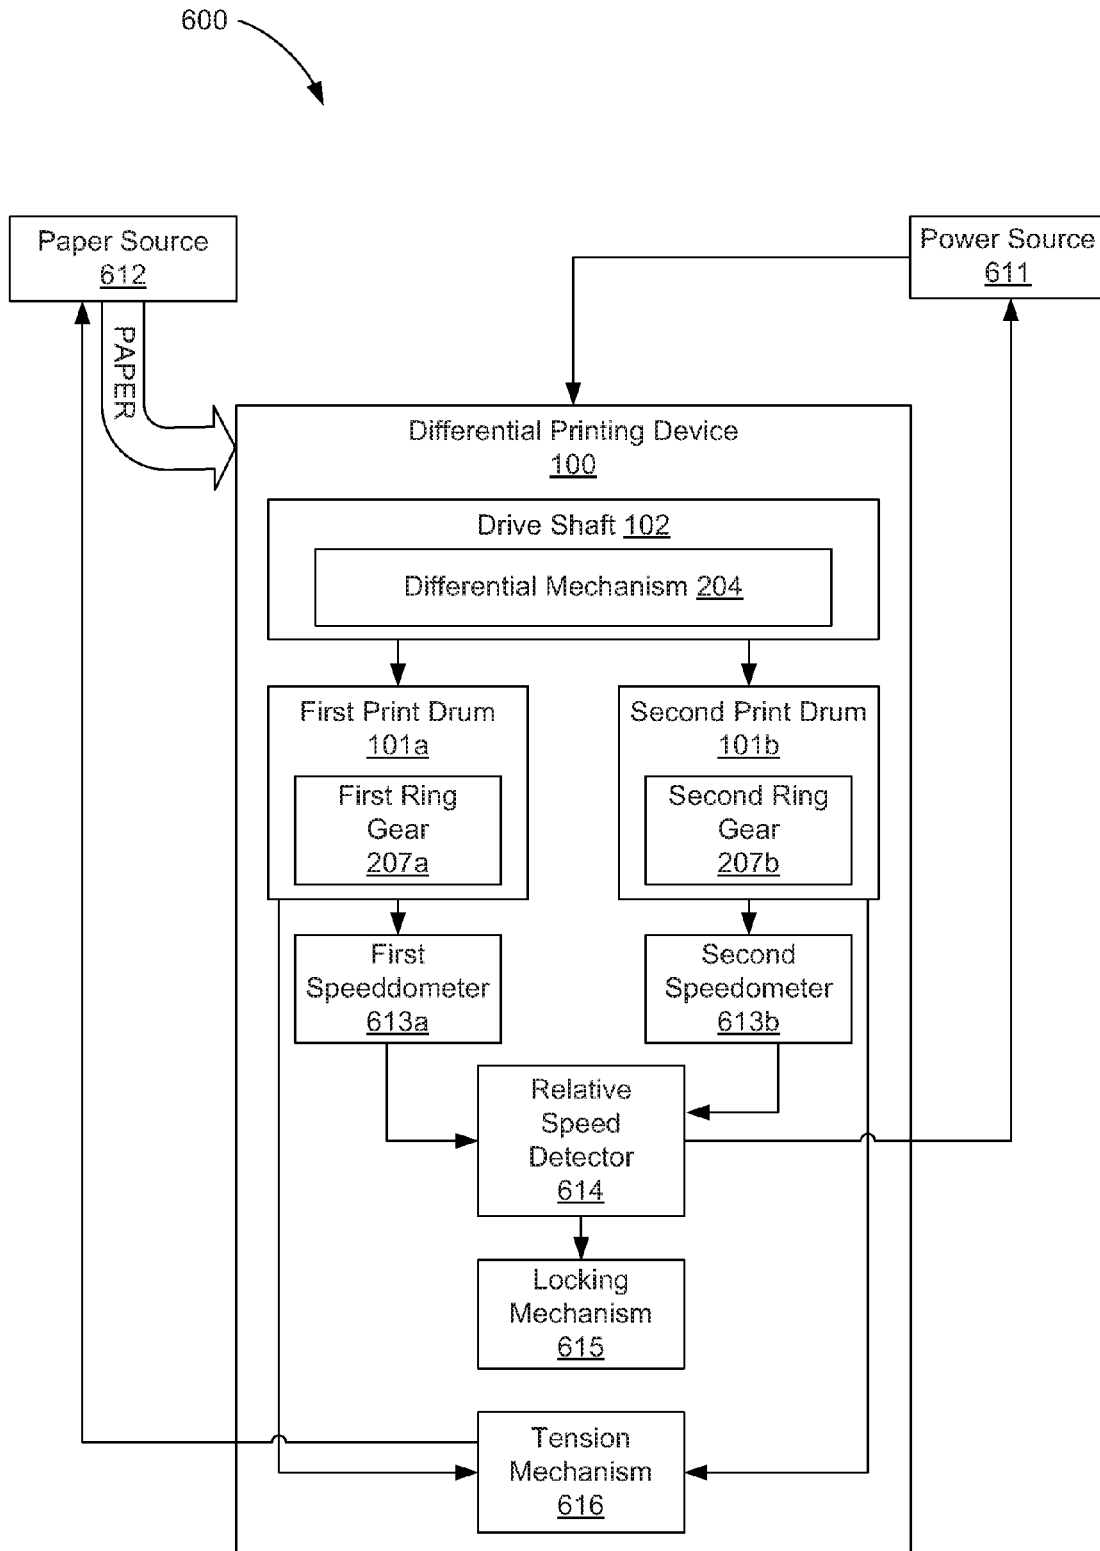 600
Paper Source
612
Power Source
611
PAPER
Differential Printing Device
100
Drive Shaft 102
Differential Mechanism 204
First Print Drum
101a
Second Print Drum
101b
First Ring
Gear
207a
Second Ring
Gear
207b
First
Speeddometer
613a
Second
Speedometer
613b
Relative
Speed
Detector
614
Locking
Mechanism
615
Tension
Mechanism
616